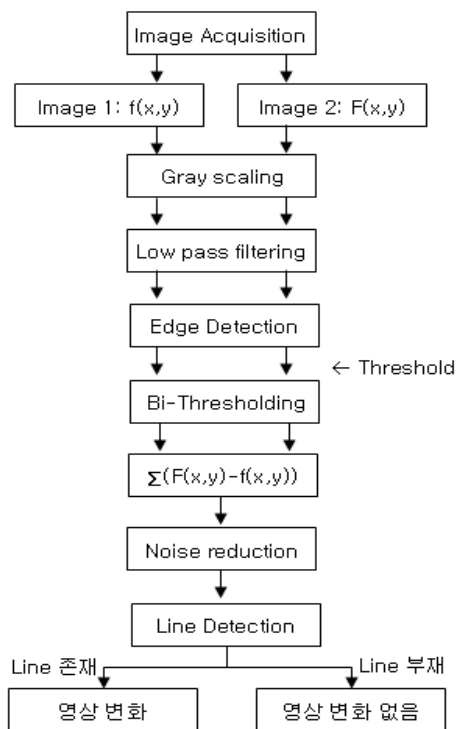 Image Acquisition
Image 1: f(x,y)
Image 2: F(x,y)
Gray scaling
Low pass filtering
Edge Detection
← Threshold
Bi-Thresholding
Σ(F(x,y)-f(x,y))
Noise reduction
Line Detection
Line 존재
Line 부재
영상 변화
영상 변화 없음